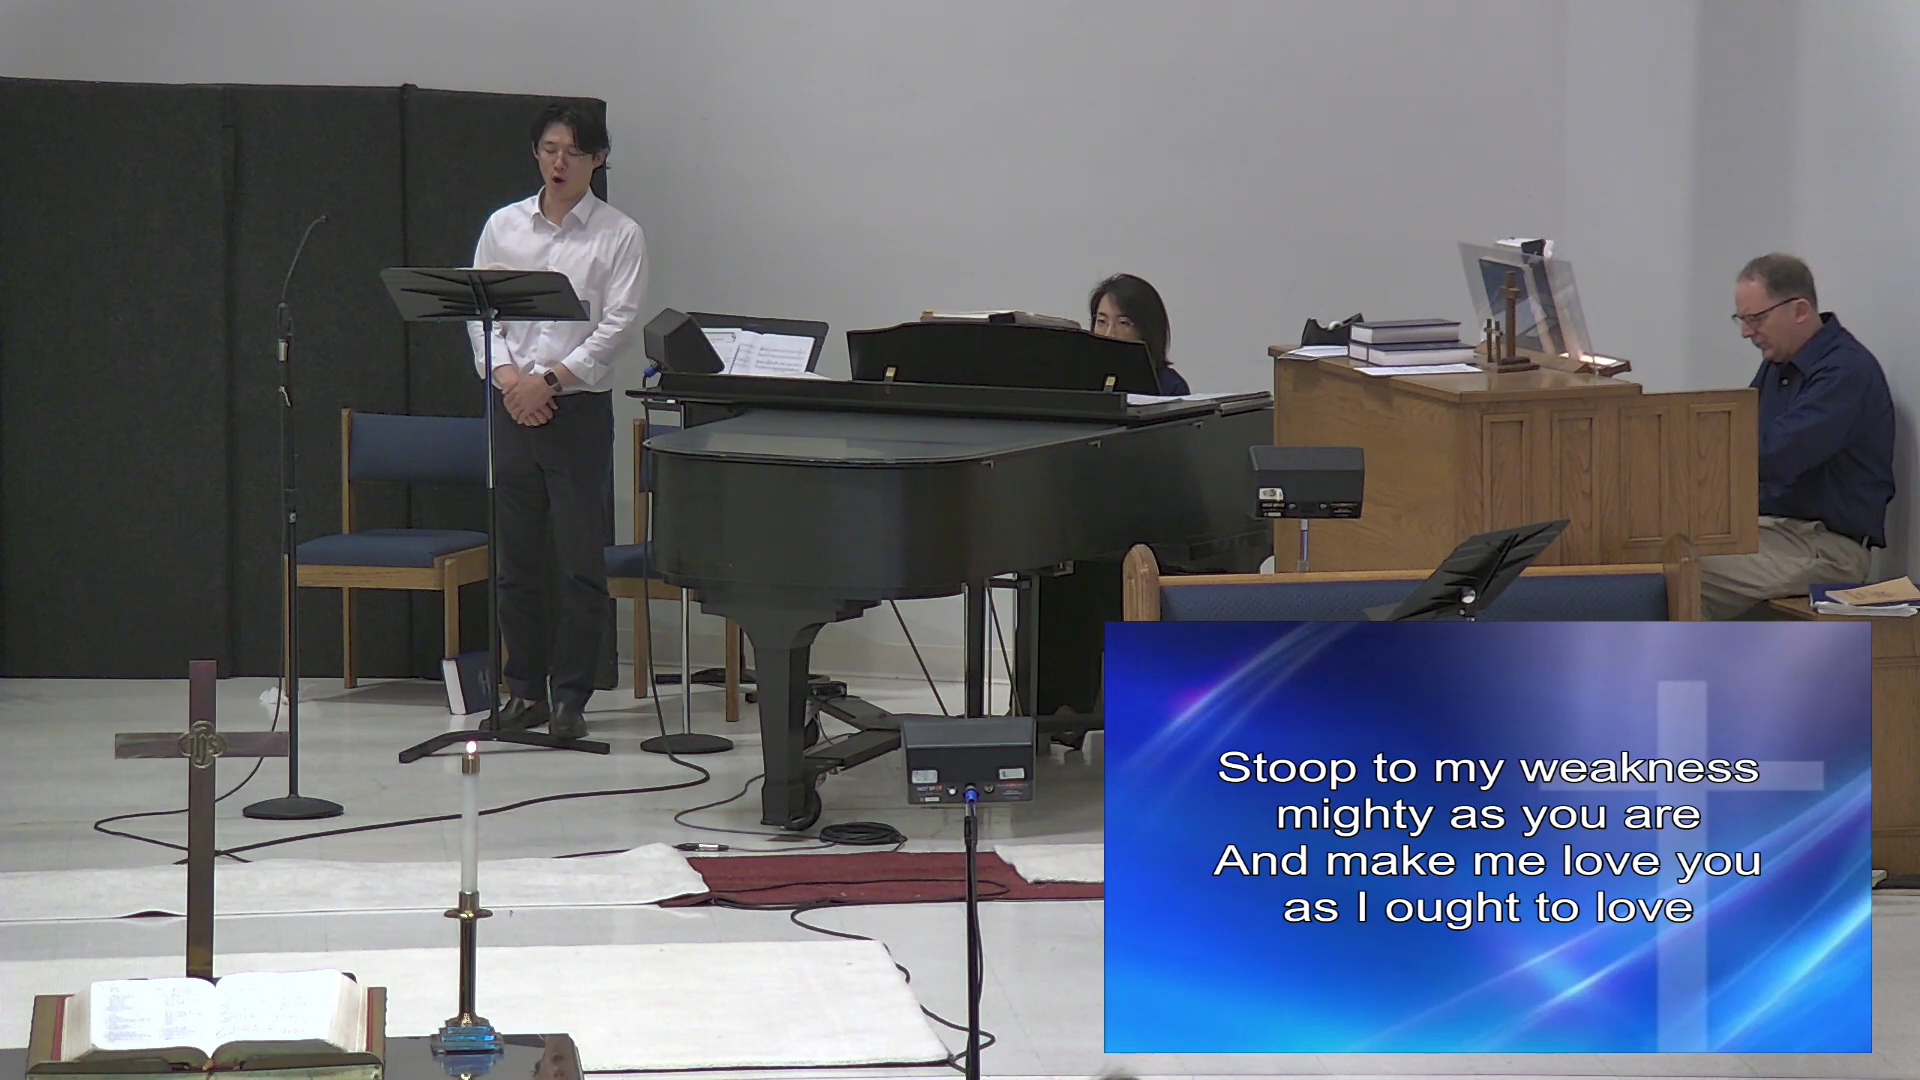 Stoop to my weakness
mighty as you are
And make me love you
as I ought to love